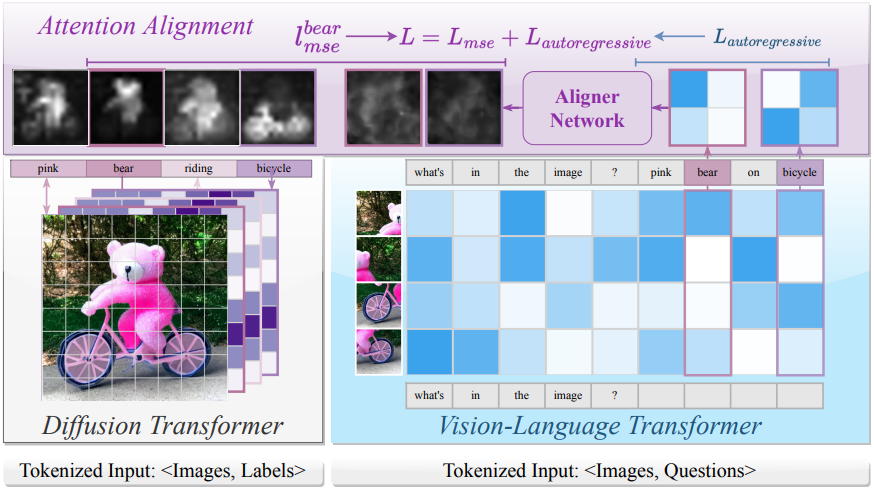 Attention Alignment
l_{mse}^{bear} → L = L_{mse} + L_{autoregressive} ← L_{autoregressive}
Aligner
Network
pink bear riding bicycle
what's in the image ? pink bear on bicycle
what's in the image ?
Diffusion Transformer
Vision-Language Transformer
Tokenized Input: <Images, Labels>
Tokenized Input: <Images, Questions>